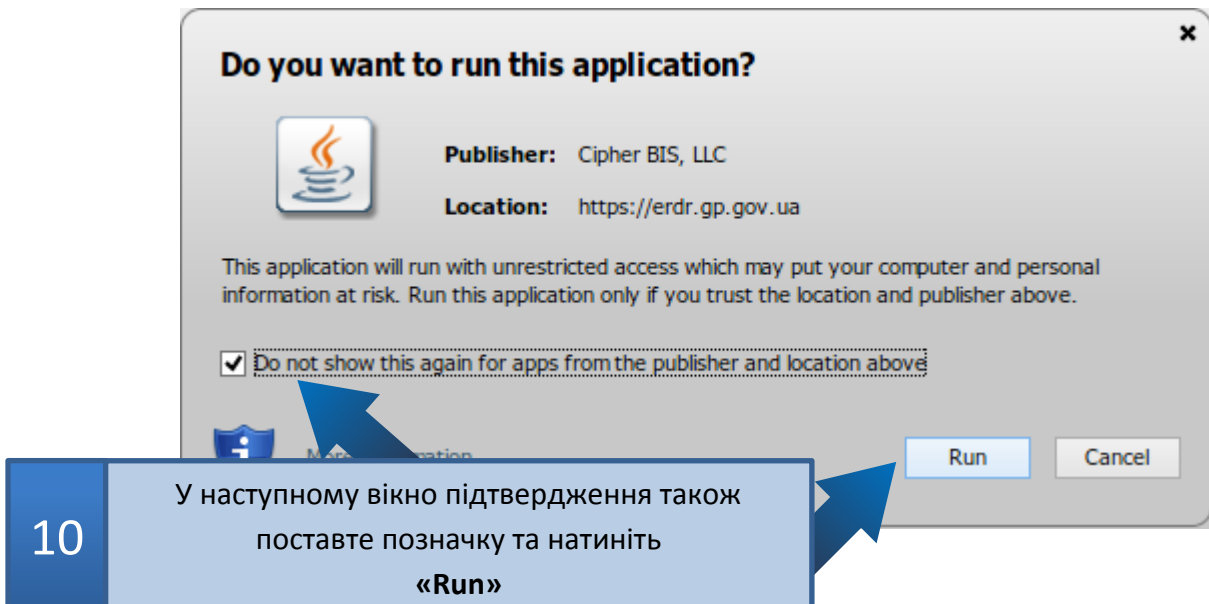 Do you want to run this application?
Publisher: Cipher BIS, LLC
Location: https://erdr.gp.gov.ua
This application will run with unrestricted access which may put your computer and personal
information at risk. Run this application only if you trust the location and publisher above.
Do not show this again for apps from the publisher and location above
Run Cancel
10
У наступному вікно підтвердження також
поставте позначку та натиніть
«Run»